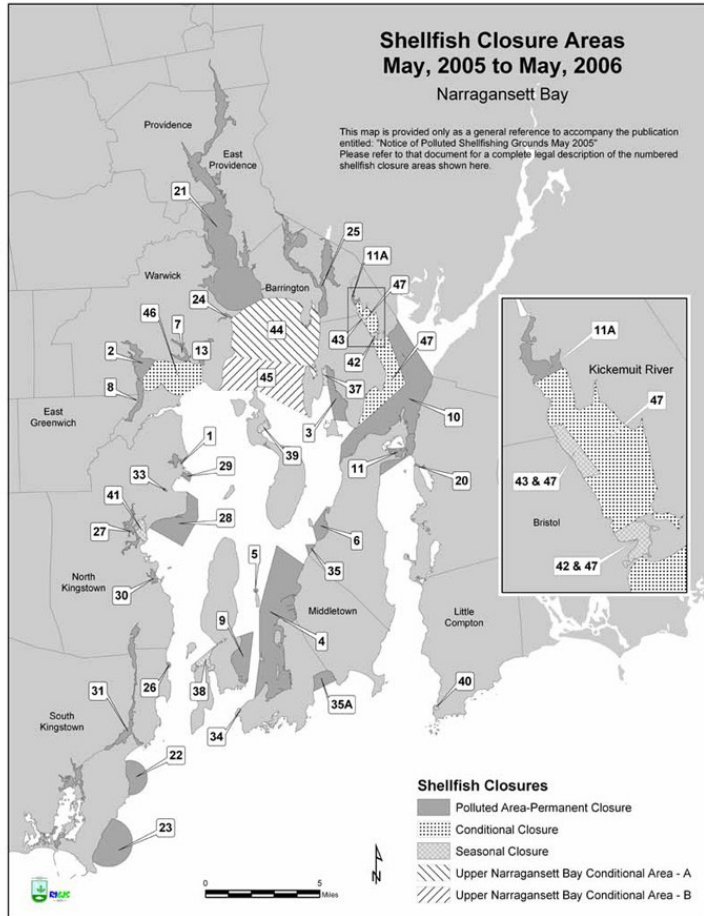 Shellfish Closure Areas
May, 2005 to May, 2006
Narragansett Bay
This map is provided only as a general reference to accompany the publication
entitled: "Notice of Polluted Shellfishing Grounds May 2005"
Please refer to that document for a complete legal description of the numbered
shellfish closure areas shown here.
Providence
East
Providence
21
25
11A
Warwick
Barrington
47
24
46
7
44
43
2
13
42
47
11A
Kickemuit River
45
37
8
47
10
East
Greenwich
3
1
39
29
11
20
33
43 & 47
41
28
27
6
Bristol
5
35
42 & 47
North
Kingstown
30
Middletown
Little
Compton
9
4
26
38
35A
40
31
South
Kingstown
34
22
Shellfish Closures
Polluted Area-Permanent Closure
23
Conditional Closure
Seasonal Closure
Upper Narragansett Bay Conditional Area - A
Upper Narragansett Bay Conditional Area - B
0
5
Miles